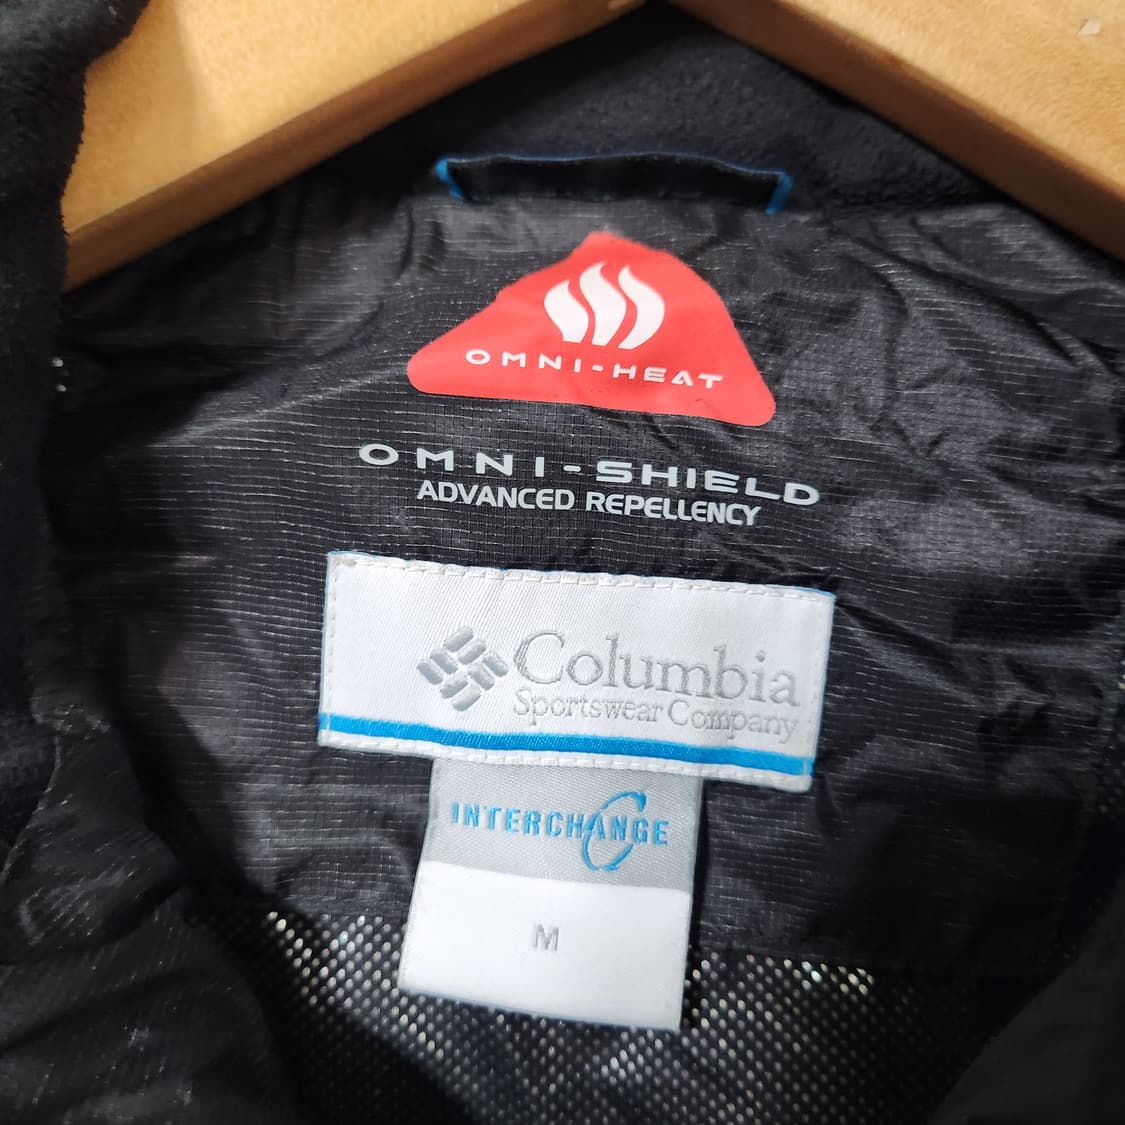 OMNI-HEAT
OMNI-SHIELD
ADVANCED REPELLENCY
Columbia
Sportswear Company
INTERCHANGE
M